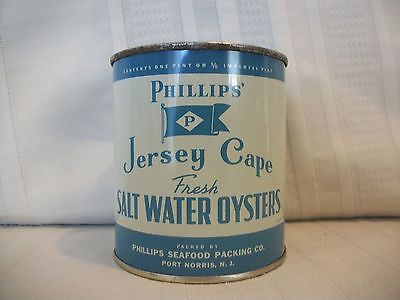 CONTENTS ONE PINT OR 5/6 IMPERIAL PINT
PHILLIPS'
P
Jersey Cape
Fresh
SALT WATER OYSTERS
PACKED BY
PHILLIPS SEAFOOD PACKING CO.
PORT NORRIS, N. J.